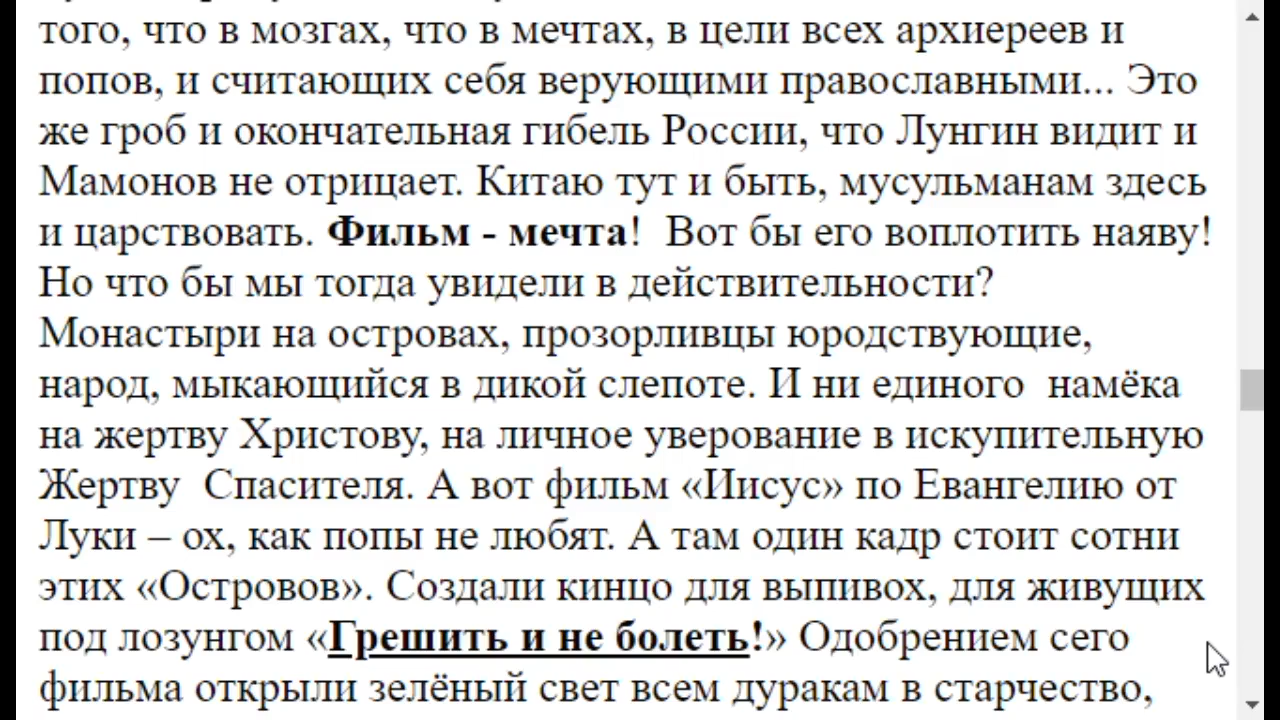 того, что в мозгах, что в мечтах, в цели всех архиереев и
попов, и считающих себя верующими православными... Это
же гроб и окончательная гибель России, что Лунгин видит и
Мамонов не отрицает. Китаю тут и быть, мусульманам здесь
и царствовать. Фильм - мечта!  Вот бы его воплотить наяву!
Но что бы мы тогда увидели в действительности?
Монастыри на островах, прозорливцы юродствующие,
народ, мыкающийся в дикой слепоте. И ни единого  намёка
на жертву Христову, на личное уверование в искупительную
Жертву  Спасителя. А вот фильм «Иисус» по Евангелию от
Луки – ох, как попы не любят. А там один кадр стоит сотни
этих «Островов». Создали кинцо для выпивох, для живущих
под лозунгом «Грешить и не болеть!» Одобрением сего
фильма открыли зелёный свет всем дуракам в старчество,